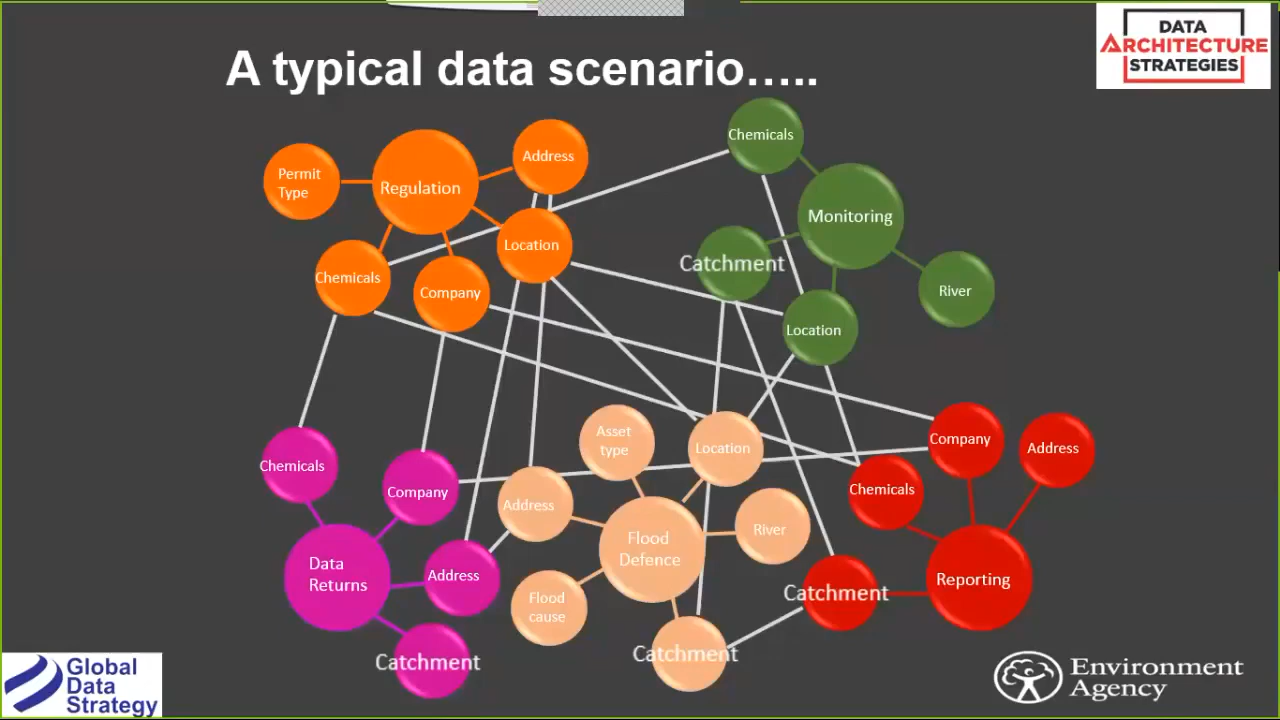 A typical data scenario…..
DATA
ARCHITECTURE
STRATEGIES
Permit
Type
Regulation
Address
Location
Chemicals
Company
Chemicals
Monitoring
Catchment
River
Location
Chemicals
Company
Data
Returns
Address
Catchment
Asset
type
Location
Address
Flood
Defence
River
Flood
cause
Catchment
Company
Address
Chemicals
Reporting
Catchment
Global
Data
Strategy
Environment
Agency